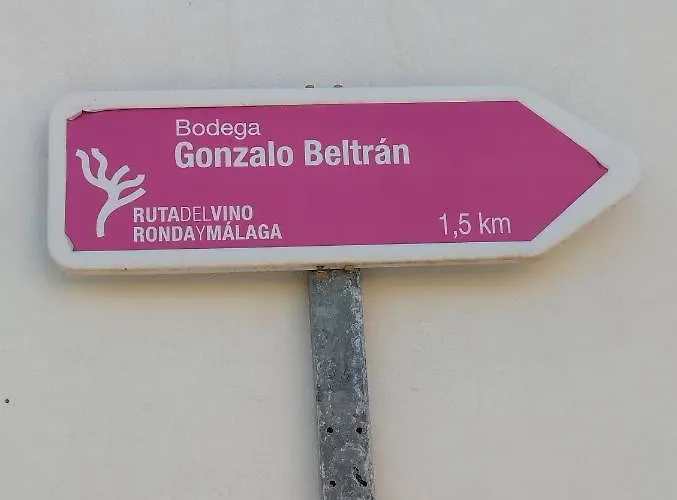 Bodega
Gonzalo Beltrán
RUTADELVINO
RONDAYMÁLAGA
1,5 km